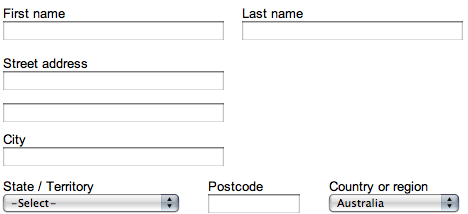 First name Last name
Street address
City
State / Territory Postcode Country or region
-Select- Australia